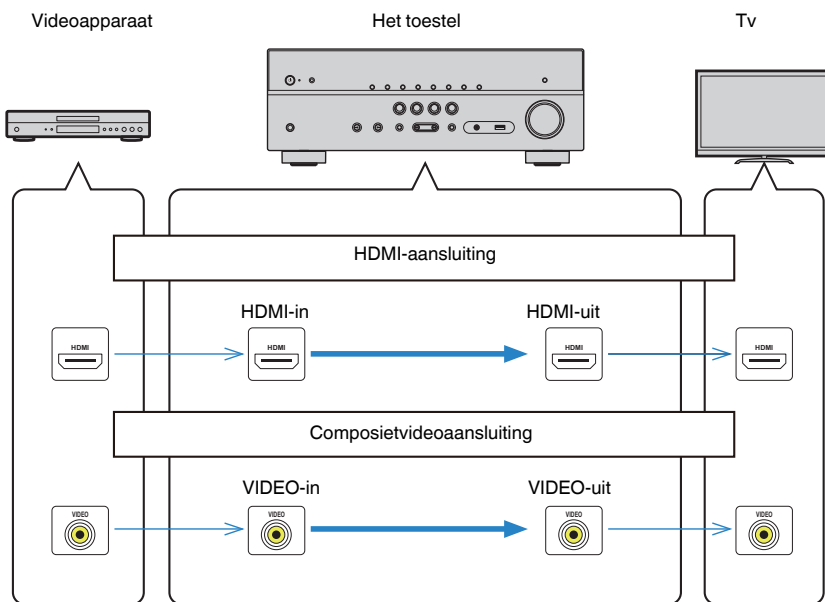 Videoapparaat
Het toestel
Tv
HDMI-aansluiting
HDMI-in
HDMI-uit
HDMI
HDMI
HDMI
HDMI
Composietvideoaansluiting
VIDEO-in
VIDEO-uit
VIDEO
VIDEO
VIDEO
VIDEO